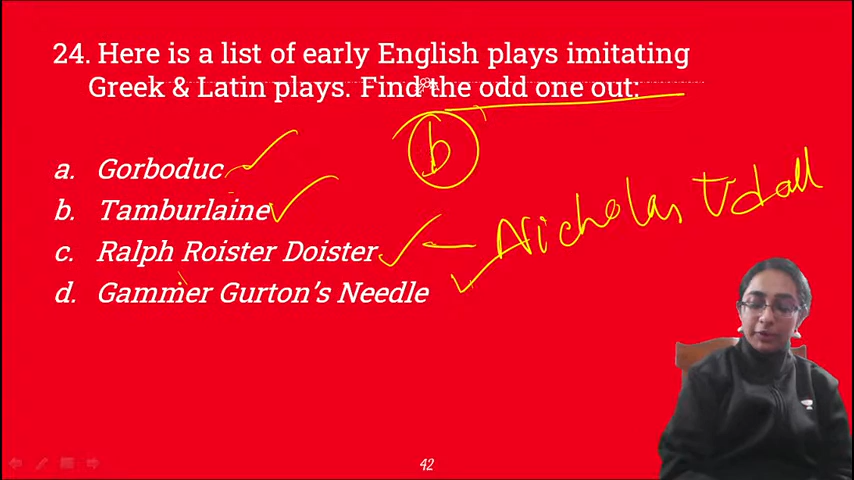 24. Here is a list of early English plays imitating
Greek & Latin plays. Find the odd one out:
b
a. Gorboduc
b. Tamburlaine
c. Ralph Roister Doister
Nicholas Udall
d. Gammer Gurton's Needle
42